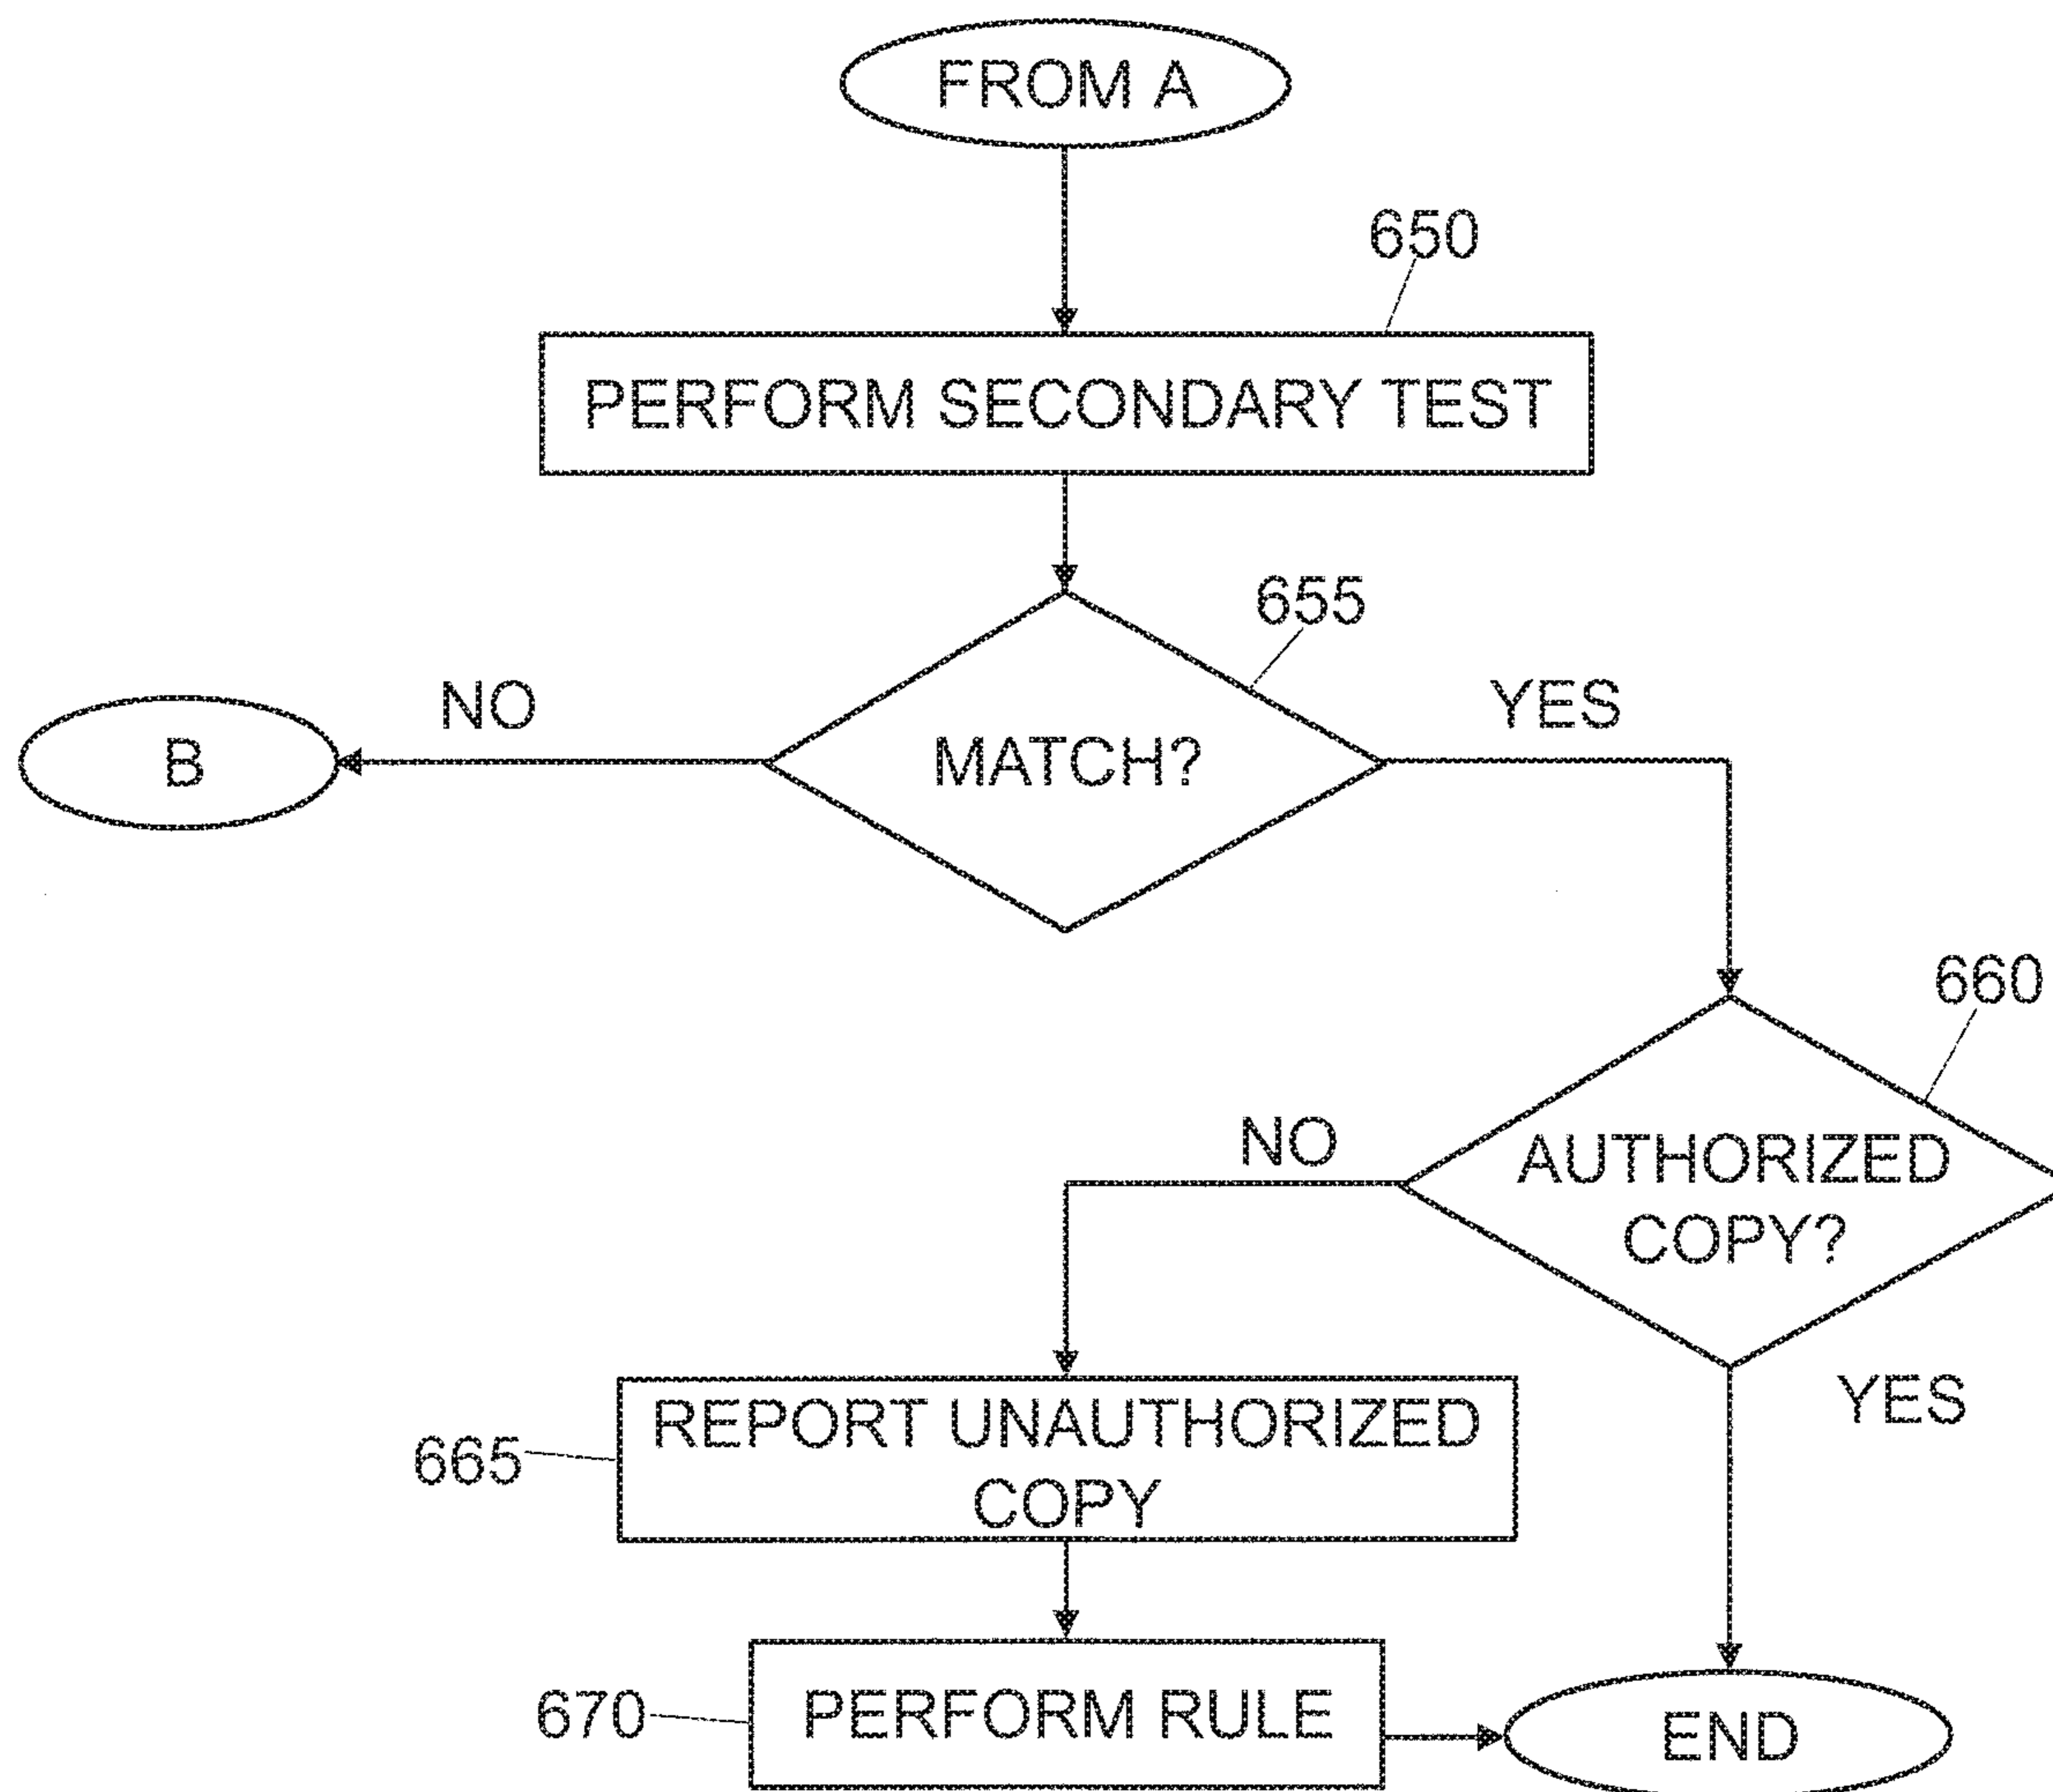 FROM A
650
PERFORM SECONDARY TEST
655
NO
YES
B
MATCH?
660
NO
AUTHORIZED
COPY?
YES
REPORT UNAUTHORIZED
COPY
665
670
PERFORM RULE
END